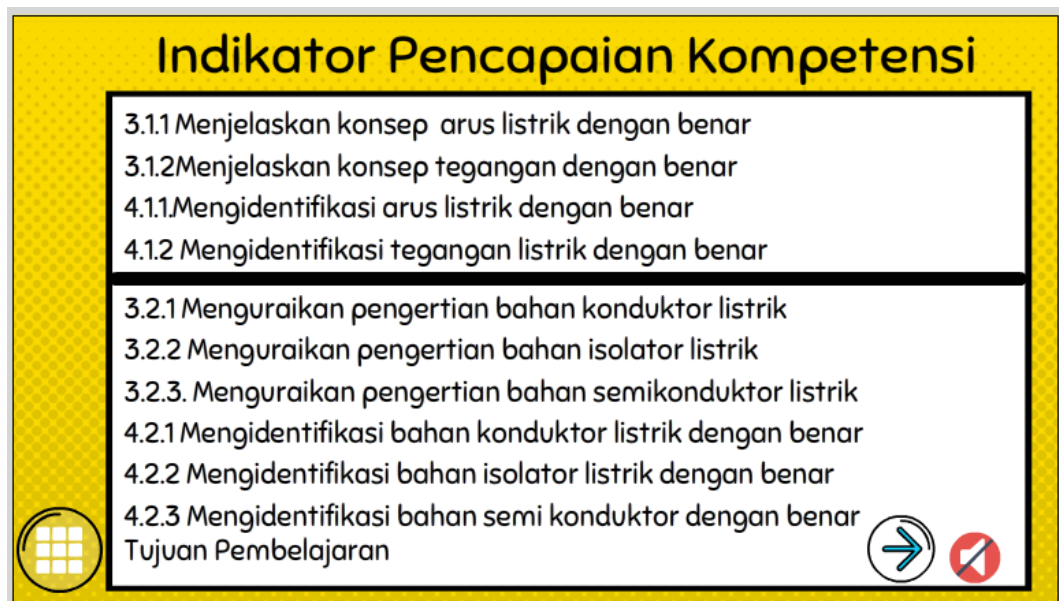 Indikator Pencapaian Kompetensi
3.1.1 Menjelaskan konsep  arus listrik dengan benar
3.1.2Menjelaskan konsep tegangan dengan benar
4.1.1.Mengidentifikasi arus listrik dengan benar
4.1.2 Mengidentifikasi tegangan listrik dengan benar
3.2.1 Menguraikan pengertian bahan konduktor listrik
3.2.2 Menguraikan pengertian bahan isolator listrik
3.2.3. Menguraikan pengertian bahan semikonduktor listrik
4.2.1 Mengidentifikasi bahan konduktor listrik dengan benar
4.2.2 Mengidentifikasi bahan isolator listrik dengan benar
4.2.3 Mengidentifikasi bahan semi konduktor dengan benar
Tujuan Pembelajaran